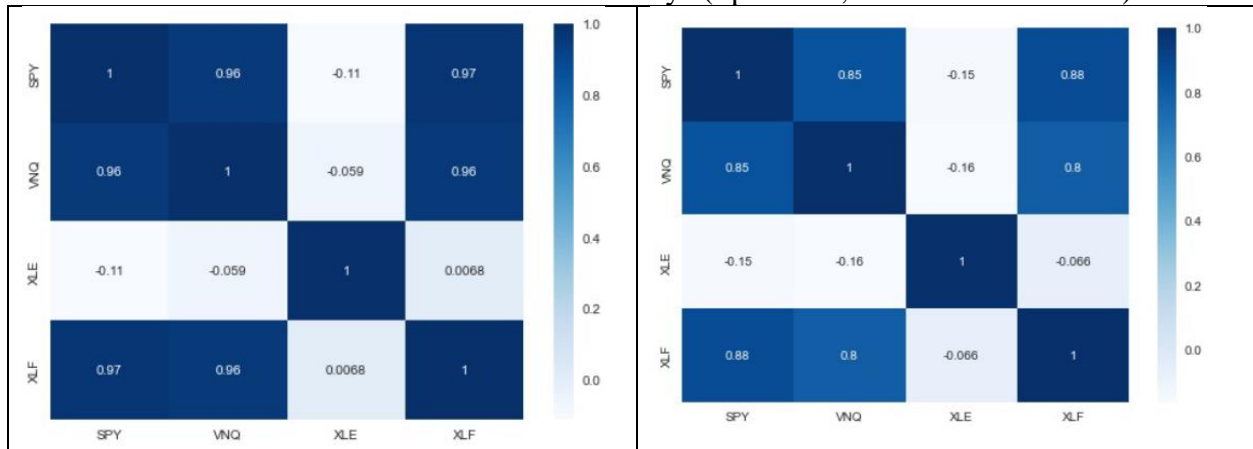 1.0
SPY 1 0.96 -0.11 0.97
0.8
VNQ 0.96 1 -0.059 0.96
0.6
0.4
XLE -0.11 -0.059 1 0.0068
0.2
XLF 0.97 0.96 0.0068 1
0.0
SPY VNQ XLE XLF
1.0
SPY 1 0.85 -0.15 0.88
0.8
VNQ 0.85 1 -0.16 0.8
0.6
0.4
XLE -0.15 -0.16 1 -0.066
0.2
XLF 0.88 0.8 -0.066 1
0.0
SPY VNQ XLE XLF